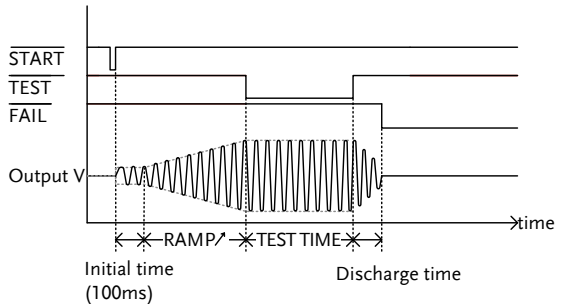 START
TEST
FAIL
Output V
time
RAMP↗
TEST TIME
Initial time
(100ms)
Discharge time